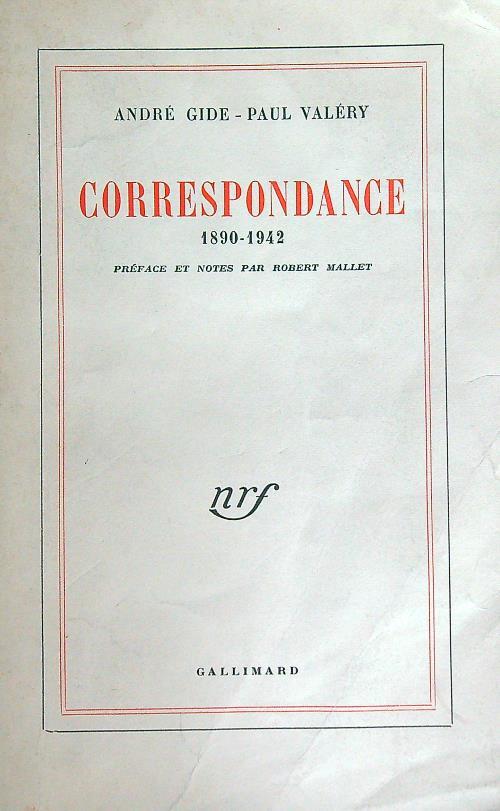 ANDRÉ GIDE - PAUL VALÉRY
CORRESPONDANCE
1890-1942
PRÉFACE ET NOTES PAR ROBERT MALLET
nrf
GALLIMARD